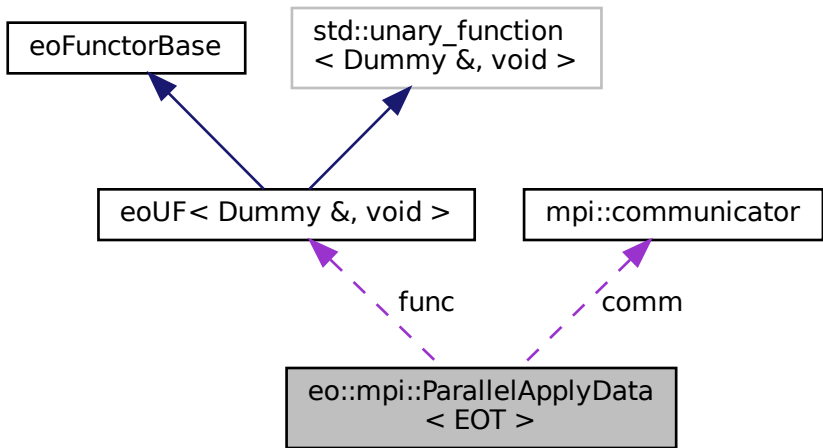 eoFunctorBase
std::unary_function
< Dummy &, void >
eoUF< Dummy &, void >
mpi::communicator
func
comm
eo::mpi::ParallelApplyData
< EOT >